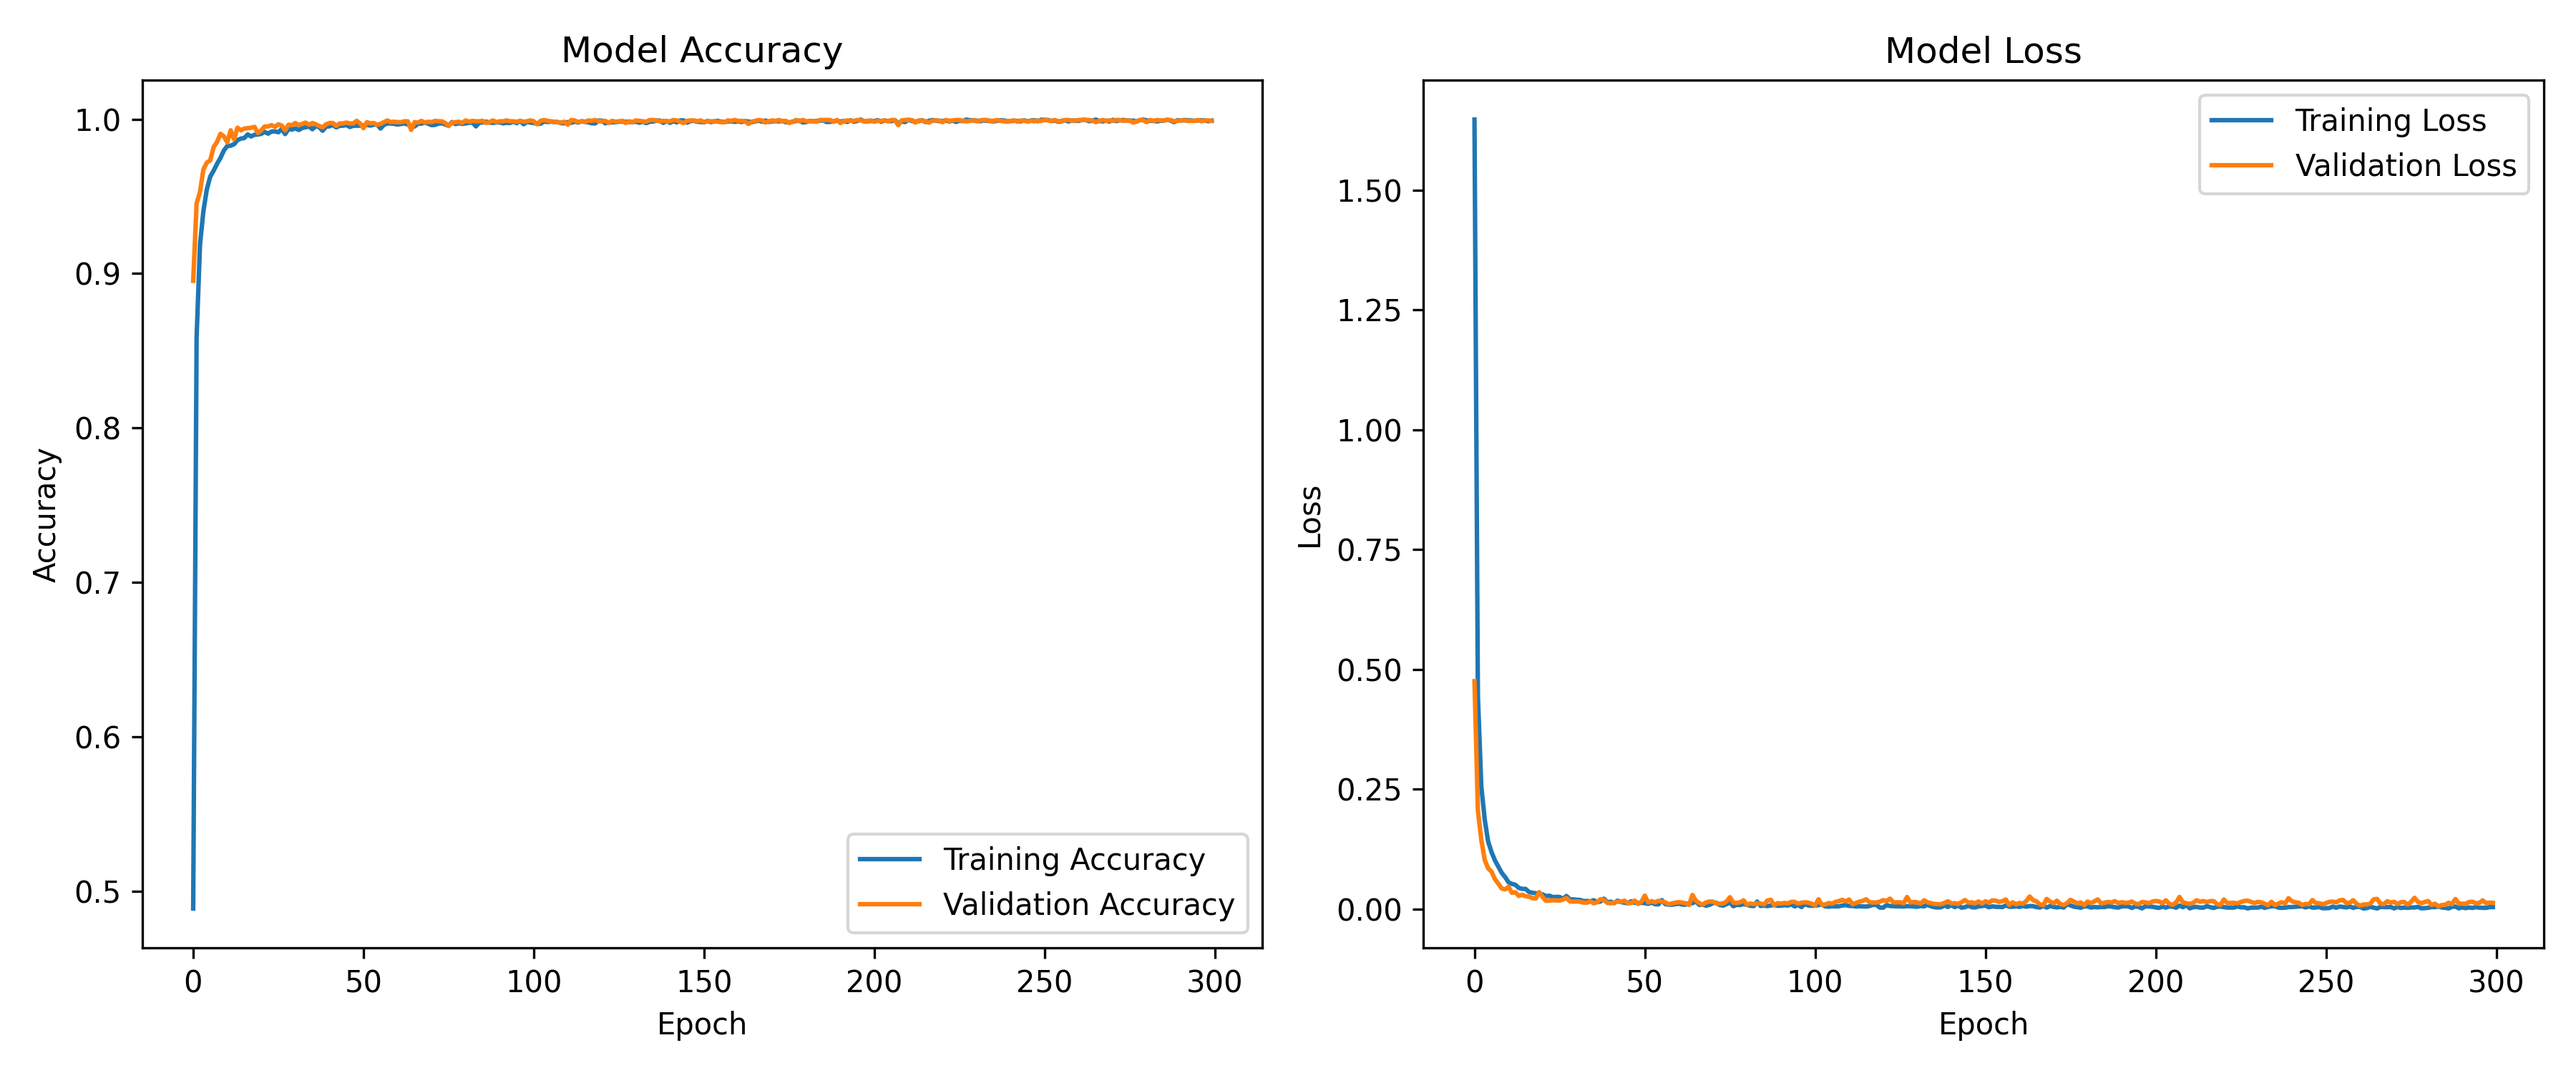 Model Accuracy
1.0
0.9
0.8
0.7
0.6
0.5
Accuracy
0 50 100 150 200 250 300
Epoch
Training Accuracy
Validation Accuracy
Model Loss
1.50
1.25
1.00
0.75
0.50
0.25
0.00
Loss
0 50 100 150 200 250 300
Epoch
Training Loss
Validation Loss